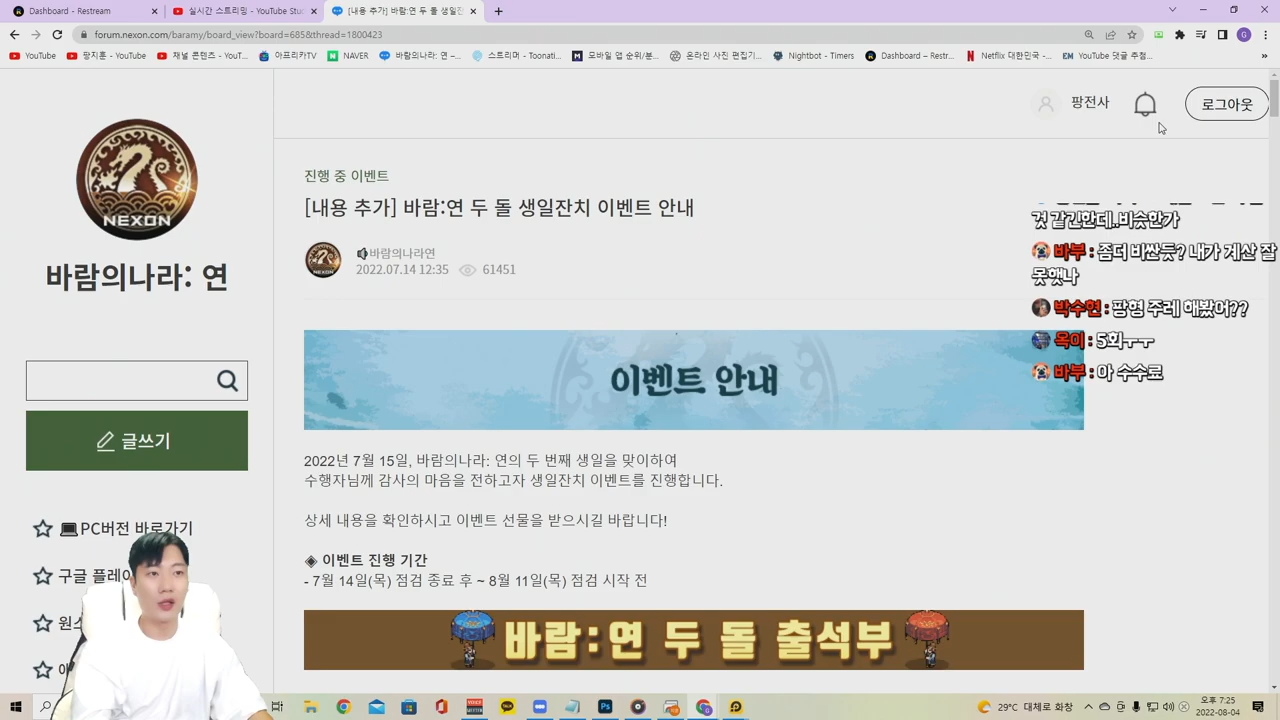 Dashboard - Restream
실시간 스트리밍 - YouTube Stu
[내용 추가] 바람:연 두 돌 생일잔
forum.nexon.com/baramy/board_view?board=685&thread=1800423
YouTube
팡지훈 - YouTube
채널 콘텐츠 - YouT...
아프리카TV
NAVER
바람의나라: 연 -...
스트리머 - Toonati...
모바일 앱 순위/분...
온라인 사진 편집기...
Nightbot - Timers
Dashboard – Restr...
Netflix 대한민국 -...
YouTube 댓글 추첨...
팡전사
로그아웃
NEXON
바람의나라: 연
글쓰기
PC버전 바로가기
구글 플레이
원스
진행 중 이벤트
[내용 추가] 바람:연 두 돌 생일잔치 이벤트 안내
바람의나라연
2022.07.14 12:35 61451
것 같긴한데..비슷한가
바부 : 좀더 비싼듯? 내가 계산 잘
못했나
박수현 : 팡형 주레 해봤어??
옥이 : 5회ㅜㅜ
바부 : 아 수수료
이벤트 안내
2022년 7월 15일, 바람의나라: 연의 두 번째 생일을 맞이하여
수행자님께 감사의 마음을 전하고자 생일잔치 이벤트를 진행합니다.
상세 내용을 확인하시고 이벤트 선물을 받으시길 바랍니다!
◈ 이벤트 진행 기간
- 7월 14일(목) 점검 종료 후 ~ 8월 11일(목) 점검 시작 전
바람:연 두 돌 출석부
29°C 대체로 화창
오후 7:25
2022-08-04